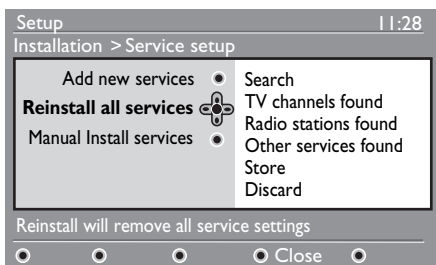 Setup 11:28
Installation > Service setup
Add new services
Reinstall all services
Manual Install services
Search
TV channels found
Radio stations found
Other services found
Store
Discard
Reinstall will remove all service settings
Close